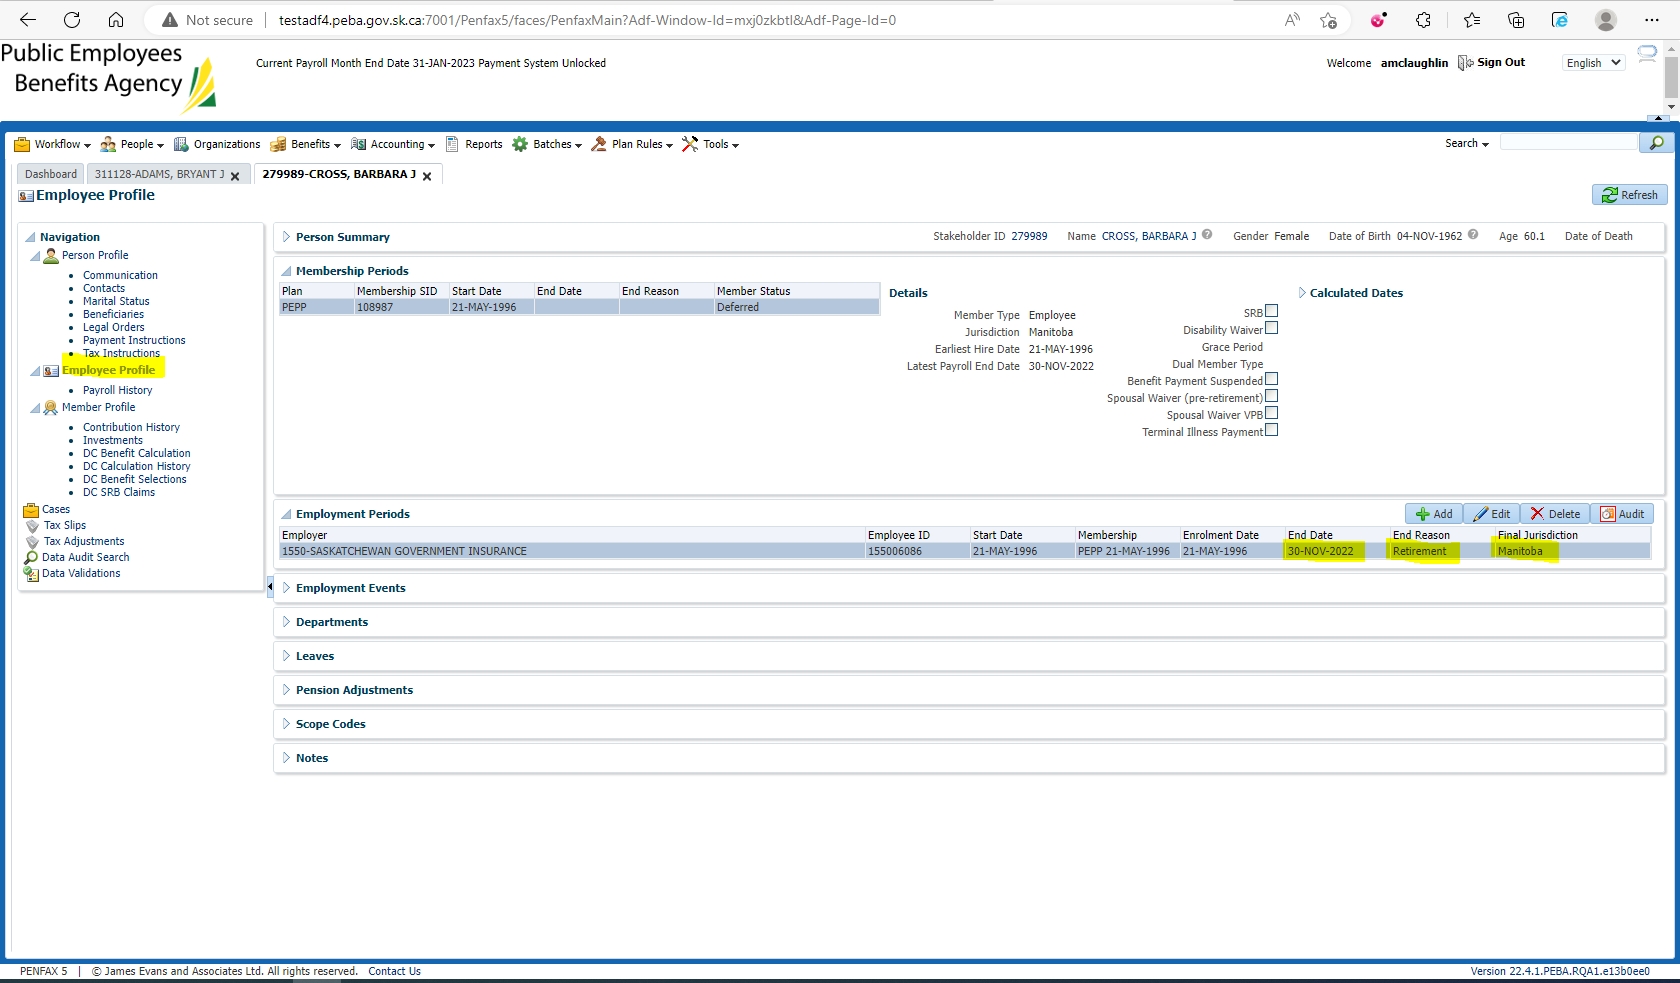 Not secure | testadf4.peba.gov.sk.ca:7001/Penfax5/faces/PenfaxMain?Adf-Window-Id=mxj0zkbtl&Adf-Page-Id=0
Public Employees
Benefits Agency
Current Payroll Month End Date 31-JAN-2023 Payment System Unlocked
Welcome amclaughlin Sign Out English
Workflow People Organizations Benefits Accounting Reports Batches Plan Rules Tools Search
Dashboard 311128-ADAMS, BRYANT J 279989-CROSS, BARBARA J
Employee Profile
Refresh
Navigation
Person Profile
Communication
Contacts
Marital Status
Beneficiaries
Legal Orders
Payment Instructions
Tax Instructions
Employee Profile
Payroll History
Member Profile
Contribution History
Investments
DC Benefit Calculation
DC Calculation History
DC Benefit Selections
DC SRB Claims
Cases
Tax Slips
Tax Adjustments
Data Audit Search
Data Validations
Person Summary
Stakeholder ID 279989 Name CROSS, BARBARA J Gender Female Date of Birth 04-NOV-1962 Age 60.1 Date of Death
Membership Periods
Plan Membership SID Start Date End Date End Reason Member Status
PEPP 108987 21-MAY-1996 Deferred
Details
Member Type Employee
Jurisdiction Manitoba
Earliest Hire Date 21-MAY-1996
Latest Payroll End Date 30-NOV-2022
SRB
Disability Waiver
Grace Period
Dual Member Type
Benefit Payment Suspended
Spousal Waiver (pre-retirement)
Spousal Waiver VPB
Terminal Illness Payment
Calculated Dates
Employment Periods
Add Edit Delete Audit
Employer Employee ID Start Date Membership Enrolment Date End Date End Reason Final Jurisdiction
1550-SASKATCHEWAN GOVERNMENT INSURANCE 155006086 21-MAY-1996 PEPP 21-MAY-1996 21-MAY-1996 30-NOV-2022 Retirement Manitoba
Employment Events
Departments
Leaves
Pension Adjustments
Scope Codes
Notes
PENFAX 5 | © James Evans and Associates Ltd. All rights reserved. Contact Us
Version 22.4.1.PEBA.RQA1.e13b0ee0